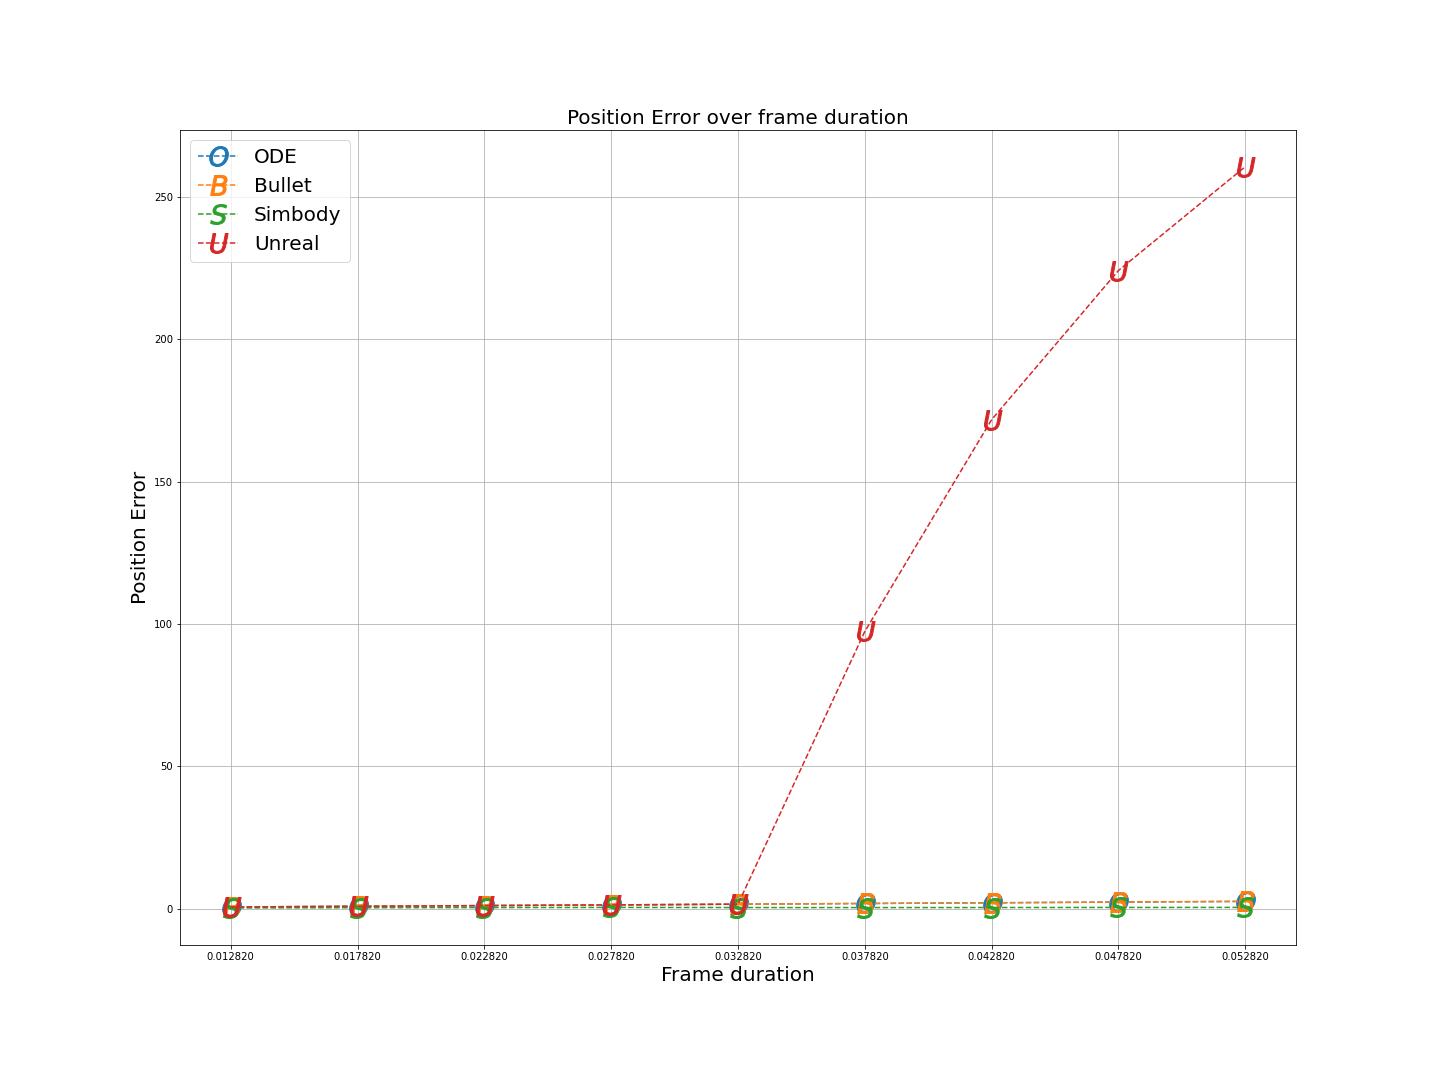 Position Error over frame duration
O ODE
B Bullet
S Simbody
U Unreal
250
200
150
100
50
0
Position Error
U
U
U
U
0.012820 0.017820 0.022820 0.027820 0.032820 0.037820 0.042820 0.047820 0.052820
Frame duration